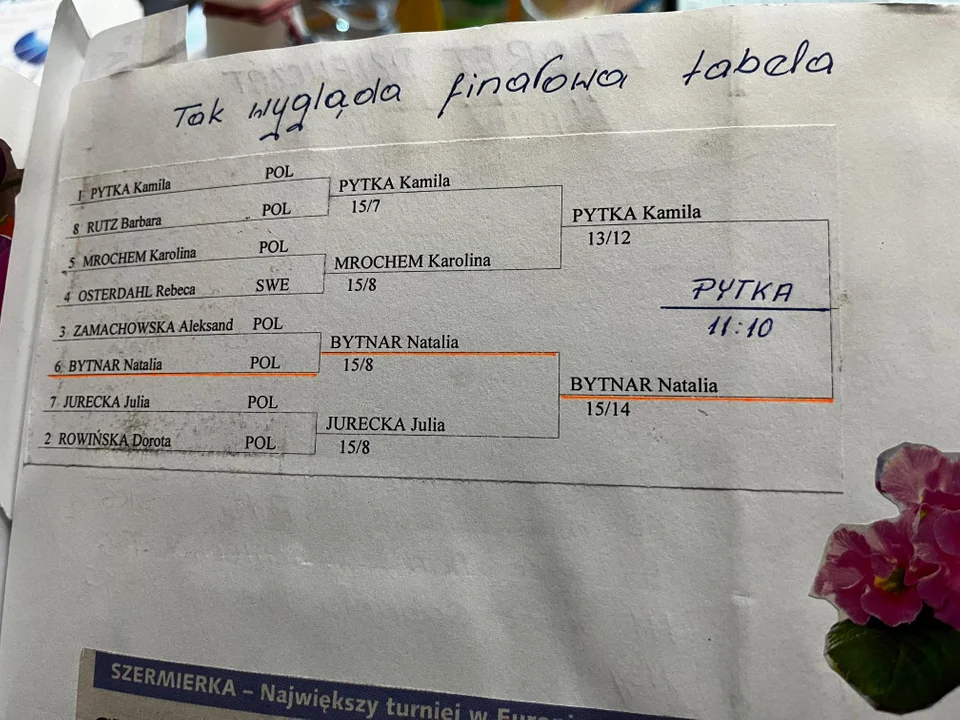 Tak wygląda finałowa tabela
1 PYTKA Kamila POL
8 RUTZ Barbara POL
5 MROCHEM Karolina POL
4 OSTERDAHL Rebeca SWE
3 ZAMACHOWSKA Aleksand POL
6 BYTNAR Natalia POL
7 JURECKA Julia POL
2 ROWIŃSKA Dorota POL
PYTKA Kamila
15/7
MROCHEM Karolina
15/8
BYTNAR Natalia
15/8
JURECKA Julia
15/8
PYTKA Kamila
13/12
BYTNAR Natalia
15/14
PYTKA
11:10
SZERMIERKA – Największy turniej w Europi